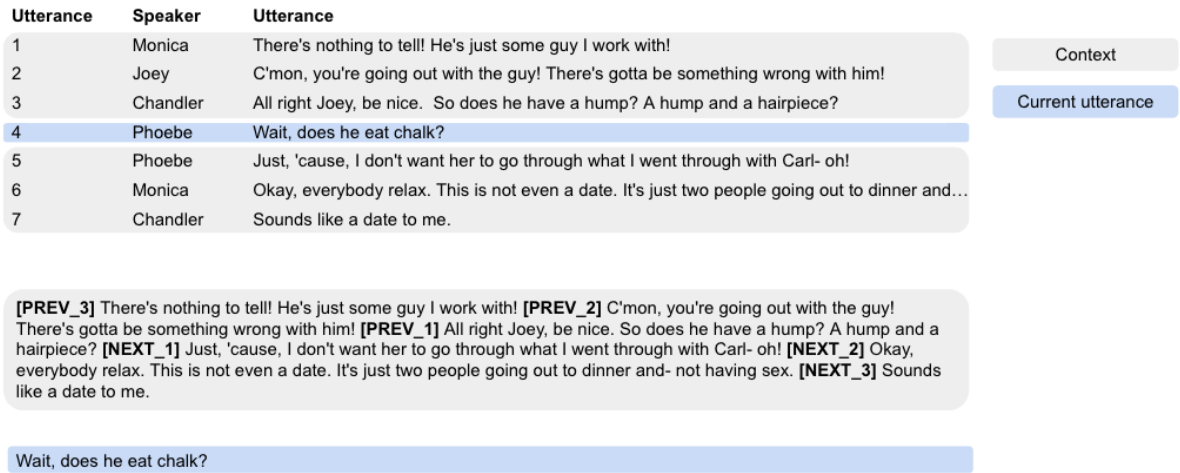 Utterance Speaker Utterance
1 Monica There's nothing to tell! He's just some guy I work with!
2 Joey C'mon, you're going out with the guy! There's gotta be something wrong with him!
3 Chandler All right Joey, be nice. So does he have a hump? A hump and a hairpiece?
4 Phoebe Wait, does he eat chalk?
5 Phoebe Just, 'cause, I don't want her to go through what I went through with Carl- oh!
6 Monica Okay, everybody relax. This is not even a date. It's just two people going out to dinner and…
7 Chandler Sounds like a date to me.
Context
Current utterance
[PREV_3] There's nothing to tell! He's just some guy I work with! [PREV_2] C'mon, you're going out with the guy!
There's gotta be something wrong with him! [PREV_1] All right Joey, be nice. So does he have a hump? A hump and a
hairpiece? [NEXT_1] Just, 'cause, I don't want her to go through what I went through with Carl- oh! [NEXT_2] Okay,
everybody relax. This is not even a date. It's just two people going out to dinner and- not having sex. [NEXT_3] Sounds
like a date to me.
Wait, does he eat chalk?